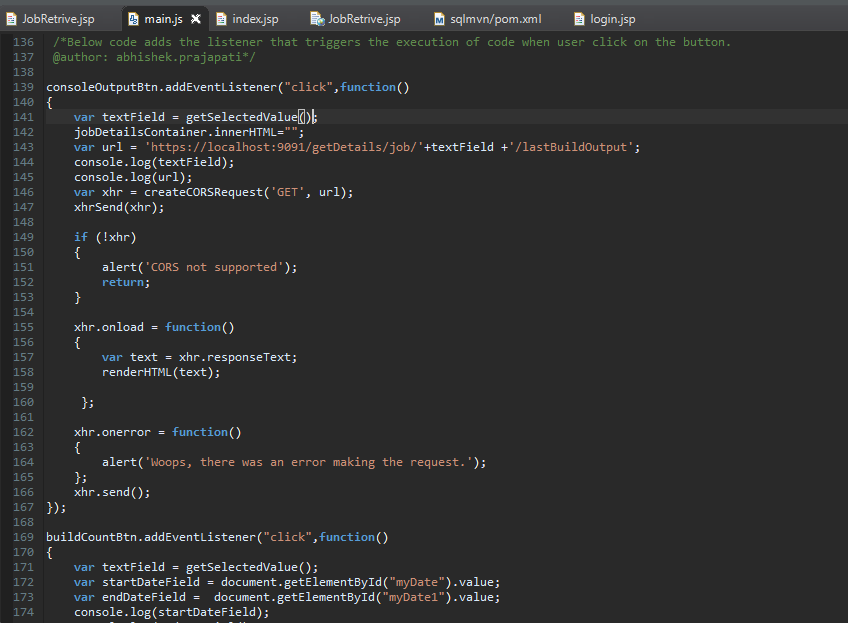 JobRetrive.jsp main.js index.jsp JobRetrive.jsp sqlmvn/pom.xml login.jsp
136 /*Below code adds the listener that triggers the execution of code when user click on the button.
137 @author: abhishek.prajapati*/
138
139 consoleOutputBtn.addEventListener("click",function()
140 {
141 var textField = getSelectedValue();
142 jobDetailsContainer.innerHTML="";
143 var url = 'https://localhost:9091/getDetails/job/'+textField +'/lastBuildOutput';
144 console.log(textField);
145 console.log(url);
146 var xhr = createCORSRequest('GET', url);
147 xhrSend(xhr);
148
149 if (!xhr)
150 {
151 alert('CORS not supported');
152 return;
153 }
154
155 xhr.onload = function()
156 {
157 var text = xhr.responseText;
158 renderHTML(text);
159
160 };
161
162 xhr.onerror = function()
163 {
164 alert('Woops, there was an error making the request.');
165 };
166 xhr.send();
167 });
168
169 buildCountBtn.addEventListener("click",function()
170 {
171 var textField = getSelectedValue();
172 var startDateField = document.getElementById("myDate").value;
173 var endDateField = document.getElementById("myDate1").value;
174 console.log(startDateField);